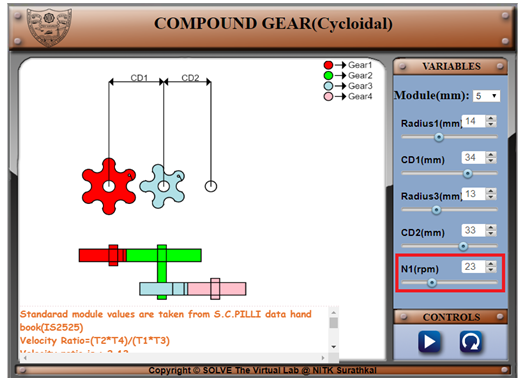 COMPOUND GEAR(Cycloidal)
CD1 CD2
Gear1
Gear2
Gear3
Gear4
VARIABLES
Module(mm): 5
Radius1(mm) 14
CD1(mm) 34
Radius3(mm) 13
CD2(mm) 33
N1(rpm) 23
CONTROLS
Standarad module values are taken from S.C.PILLI data hand
book(IS2525)
Velocity Ratio=(T2*T4)/(T1*T3)
Copyright © SOLVE The Virtual Lab @ NITK Surathkal